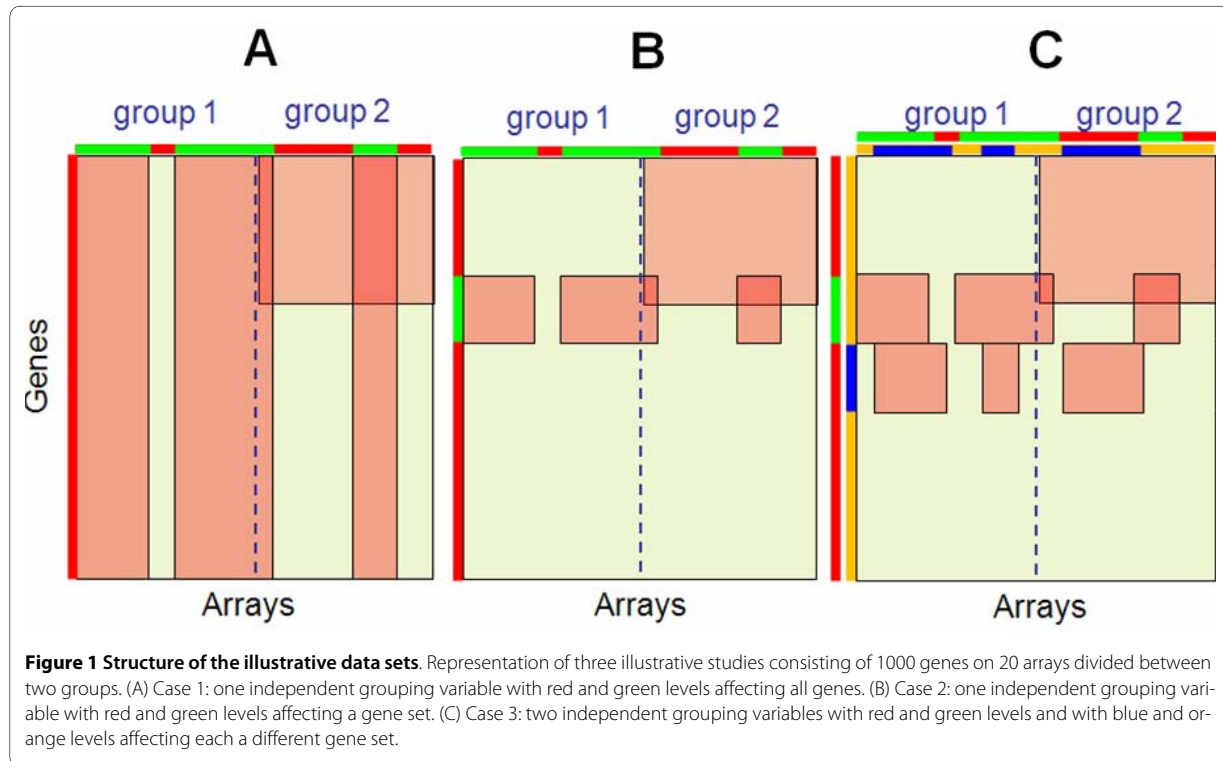 A
B
C
group 1
group 2
group 1
group 2
group 1
group 2
Genes
Arrays
Arrays
Arrays
Figure 1 Structure of the illustrative data sets. Representation of three illustrative studies consisting of 1000 genes on 20 arrays divided between
two groups. (A) Case 1: one independent grouping variable with red and green levels affecting all genes. (B) Case 2: one independent grouping vari-
able with red and green levels affecting a gene set. (C) Case 3: two independent grouping variables with red and green levels and with blue and or-
ange levels affecting each a different gene set.